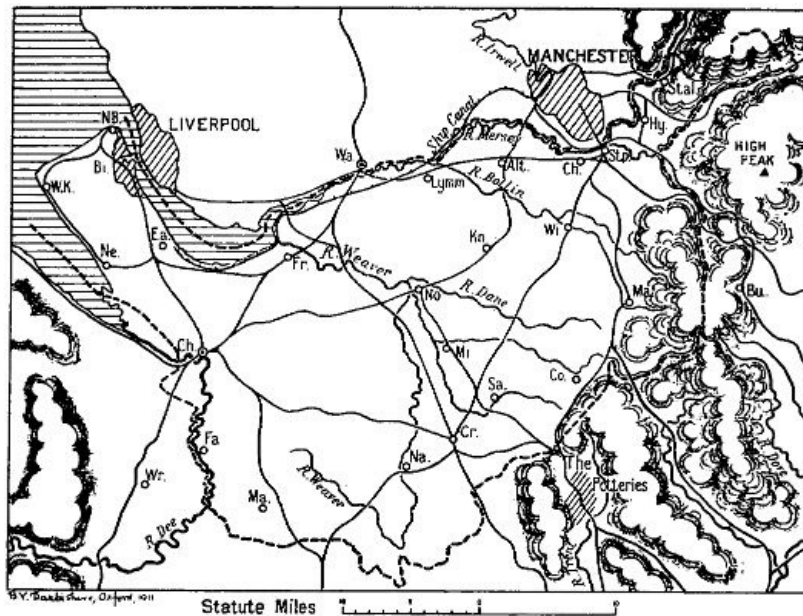 R. Irwell
MANCHESTER
Stal.
NB.
LIVERPOOL
Ship Canal
R. Mersey
Hy.
HIGH
PEAK
Bi.
Wa.
Alt.
Ch.
Stp.
Lymm
R. Bollin
W.K.
Ea.
Wi.
Kn.
Ne.
Fr.
R. Weaver
No
R. Dane
Ma.
Bu.
Ch.
Mi.
Sa.
Co.
Fa
Cr.
Na.
The
Potteries
R. Dove
Wr.
Ma.
R. Weaver
R. Dee
B.V. Darbishire, Oxford, 1911
Statute Miles